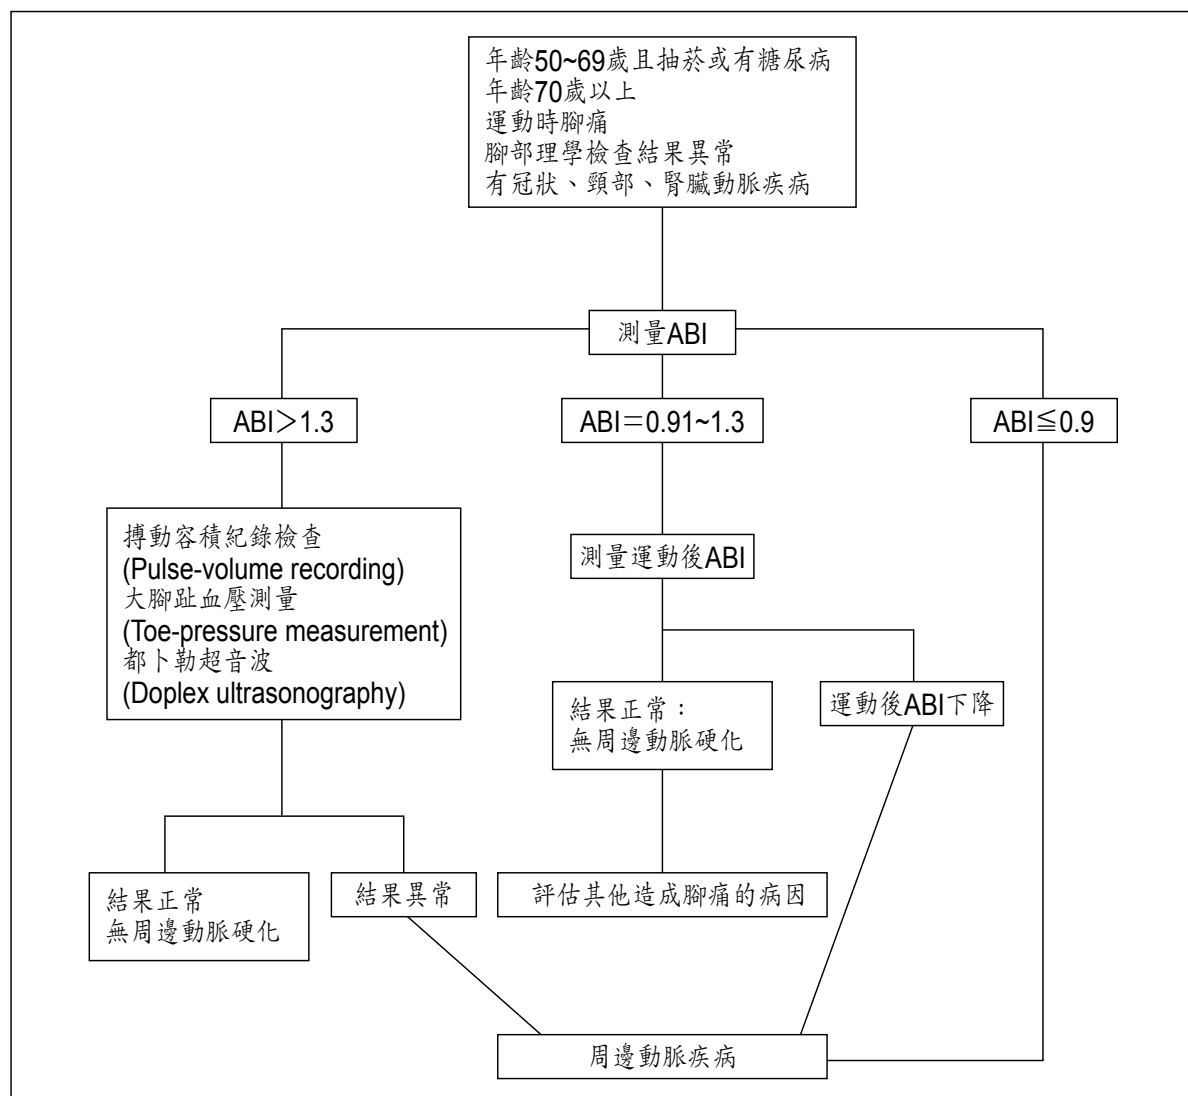 年齡50~69歲且抽菸或有糖尿病
年齡70歲以上
運動時腳痛
腳部理學檢查結果異常
有冠狀、頸部、腎臟動脈疾病
測量ABI
ABI＞1.3
ABI＝0.91~1.3
ABI≦0.9
搏動容積紀錄檢查
(Pulse-volume recording)
大腳趾血壓測量
(Toe-pressure measurement)
都卜勒超音波
(Doplex ultrasonography)
測量運動後ABI
結果正常：
無周邊動脈硬化
運動後ABI下降
結果正常
無周邊動脈硬化
結果異常
評估其他造成腳痛的病因
周邊動脈疾病